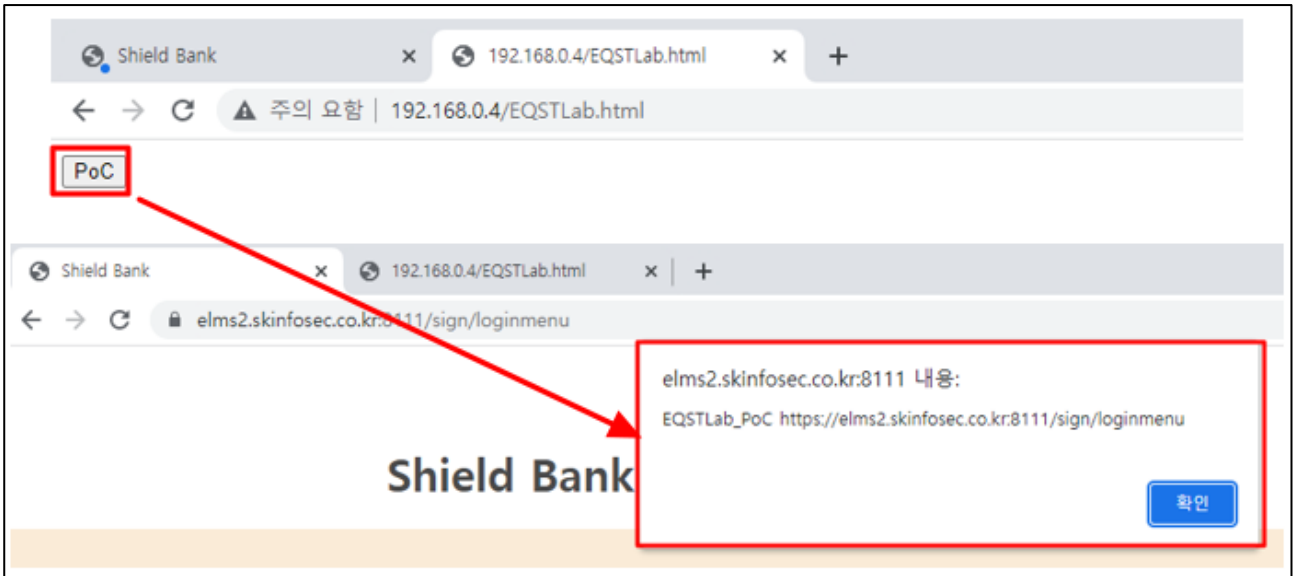 Shield Bank
192.168.0.4/EQSTLab.html
주의 요함 | 192.168.0.4/EQSTLab.html
PoC
Shield Bank
192.168.0.4/EQSTLab.html
elms2.skinfosec.co.kr:8111/sign/loginmenu
elms2.skinfosec.co.kr:8111 내용:
EQSTLab_PoC https://elms2.skinfosec.co.kr:8111/sign/loginmenu
Shield Bank
확인